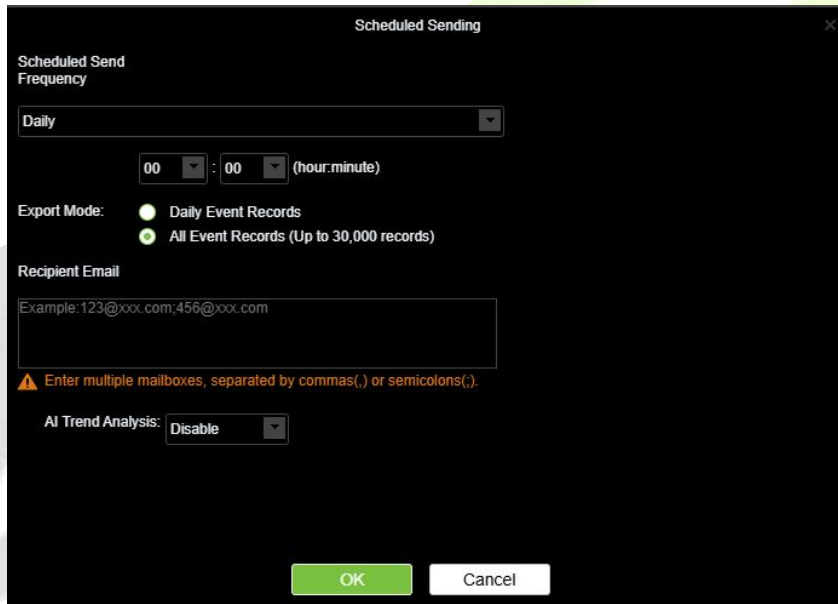 Scheduled Sending
Scheduled Send
Frequency
Daily
00 : 00 (hour:minute)
Export Mode: Daily Event Records
All Event Records (Up to 30,000 records)
Recipient Email
Example:123@xxx.com;456@xxx.com
Enter multiple mailboxes, separated by commas(,) or semicolons(;).
AI Trend Analysis: Disable
OK Cancel